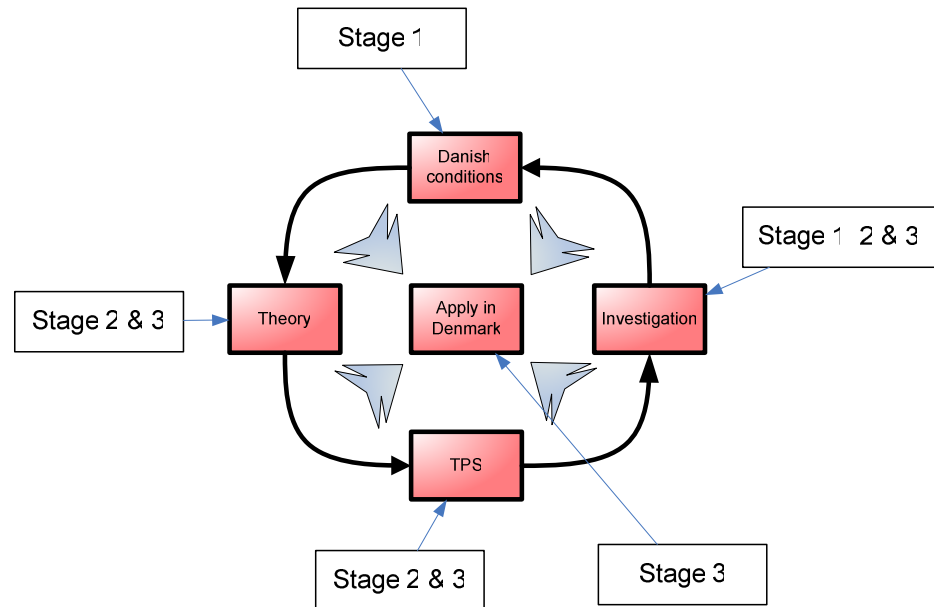 Stage 1
Danish
conditions
Stage 1 2 & 3
Theory
Apply in
Denmark
Investigation
Stage 2 & 3
TPS
Stage 2 & 3
Stage 3